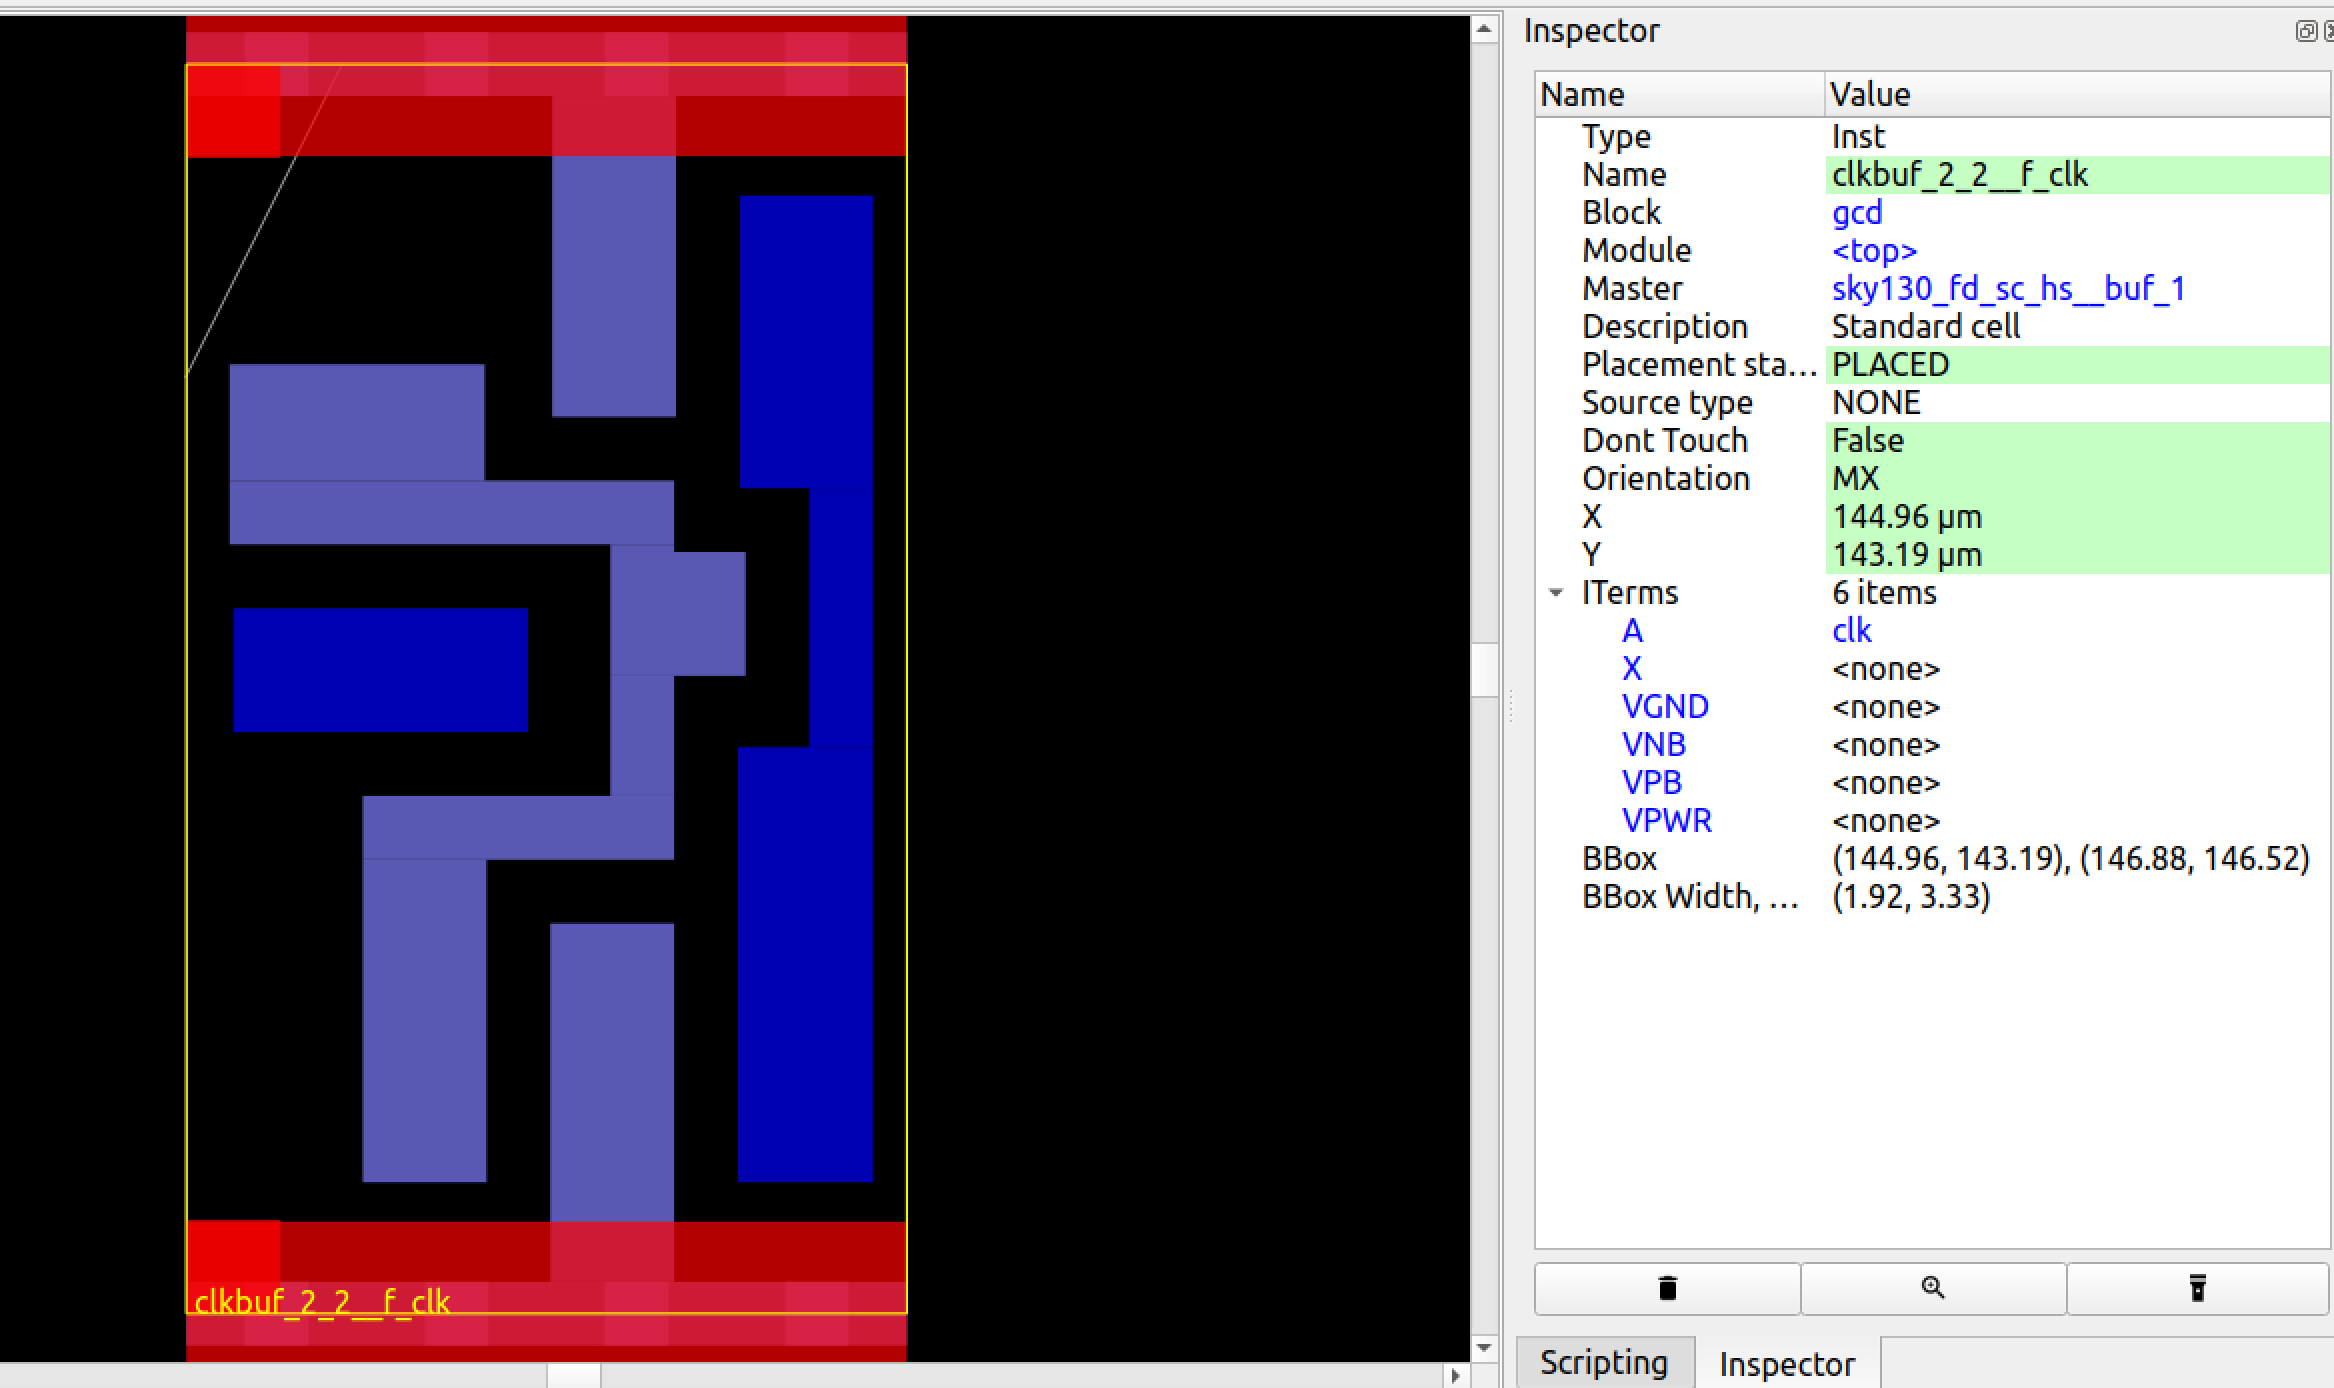 Inspector
Name Value
Type Inst
Name clkbuf_2_2__f_clk
Block gcd
Module <top>
Master sky130_fd_sc_hs__buf_1
Description Standard cell
Placement sta... PLACED
Source type NONE
Dont Touch False
Orientation MX
X 144.96 µm
Y 143.19 µm
ITerms 6 items
A clk
X <none>
VGND <none>
VNB <none>
VPB <none>
VPWR <none>
BBox (144.96, 143.19), (146.88, 146.52)
BBox Width, ... (1.92, 3.33)
clkbuf_2_2__f_clk
Scripting Inspector